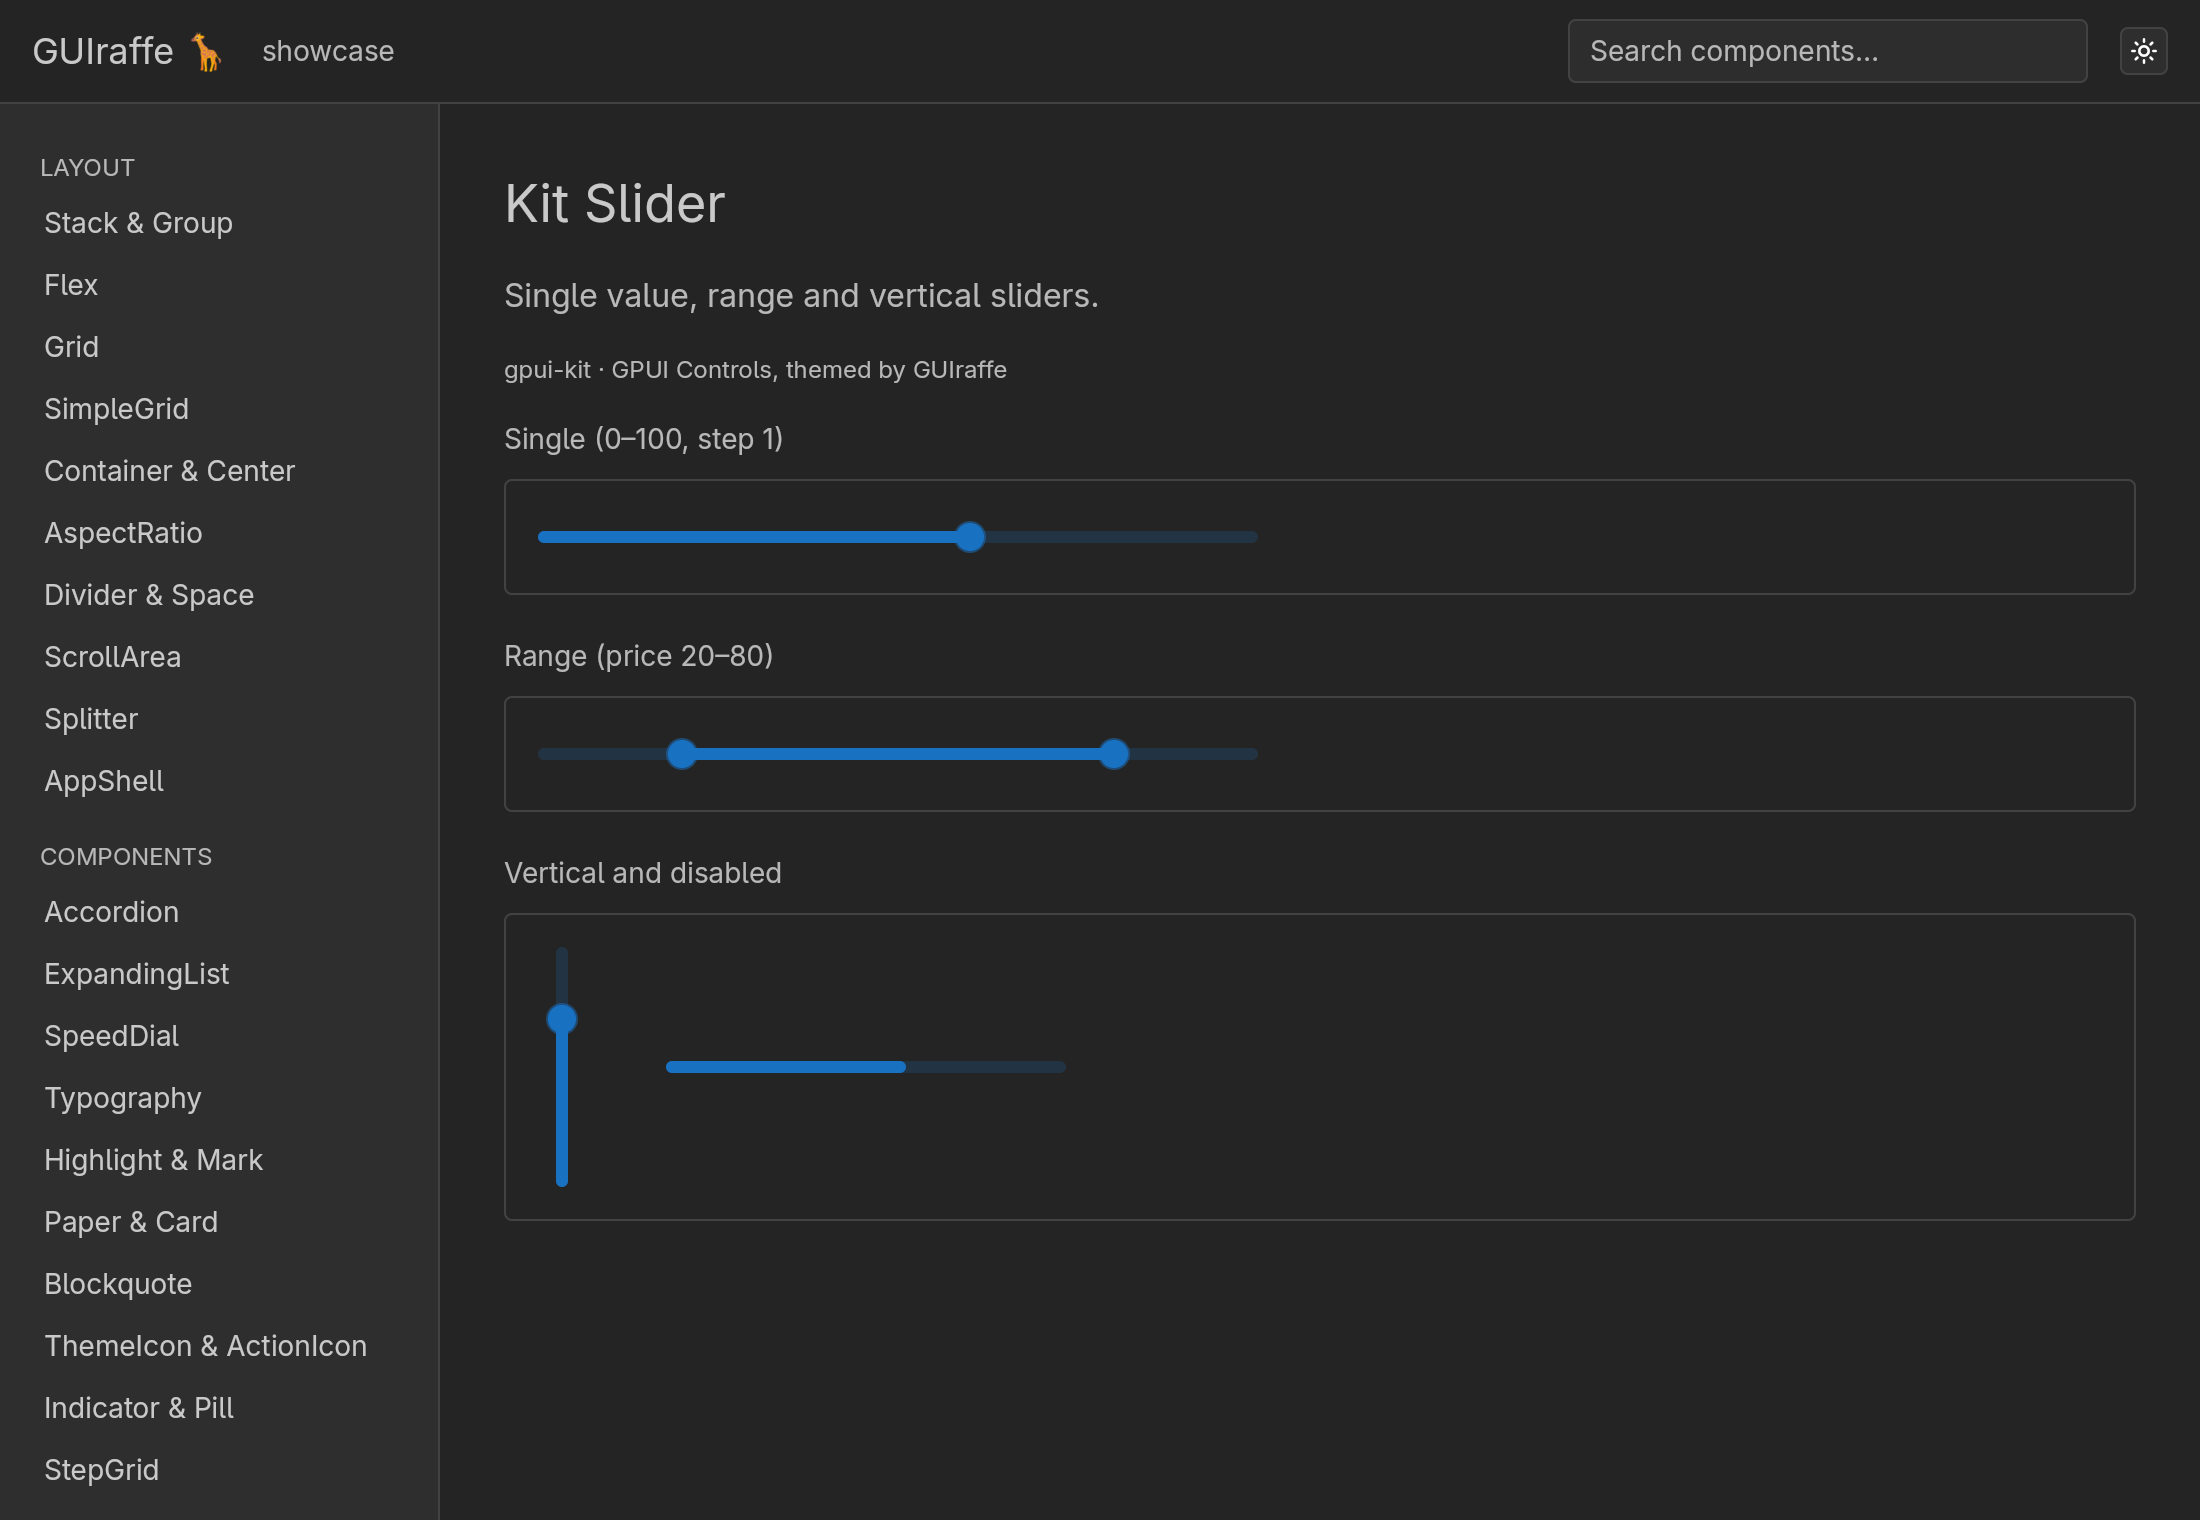 GUIraffe 🦒 showcase
Search components...
LAYOUT
Stack & Group
Flex
Grid
SimpleGrid
Container & Center
AspectRatio
Divider & Space
ScrollArea
Splitter
AppShell
COMPONENTS
Accordion
ExpandingList
SpeedDial
Typography
Highlight & Mark
Paper & Card
Blockquote
ThemeIcon & ActionIcon
Indicator & Pill
StepGrid
Kit Slider
Single value, range and vertical sliders.
gpui-kit · GPUI Controls, themed by GUIraffe
Single (0–100, step 1)
Range (price 20–80)
Vertical and disabled